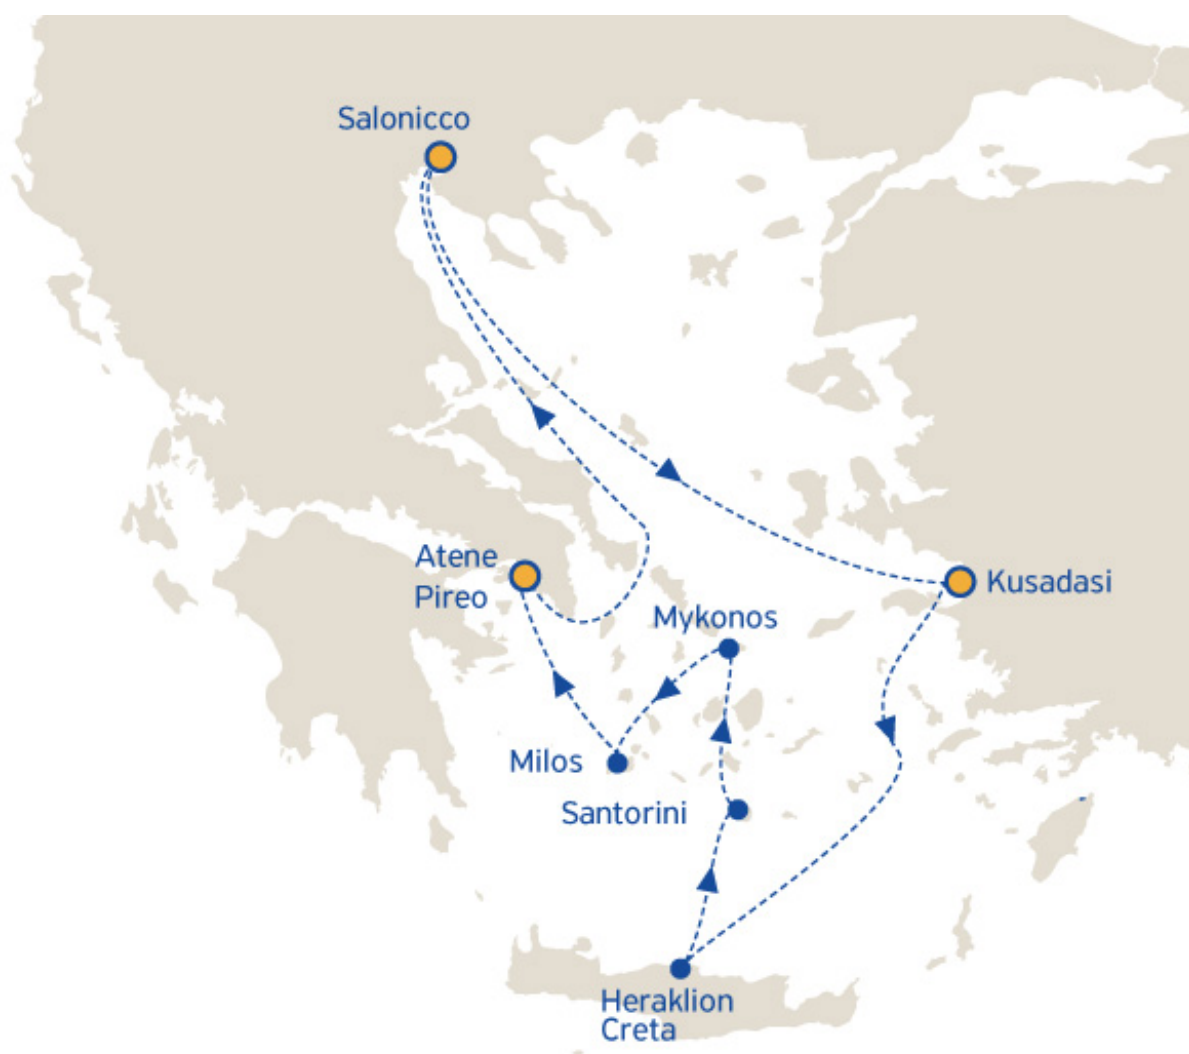 Salonicco
Atene
Pireo
Kusadasi
Mykonos
Milos
Santorini
Heraklion
Creta